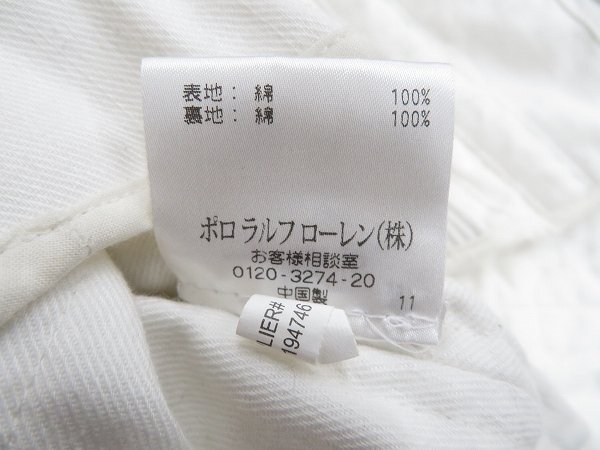 表地: 綿 100%
裏地: 綿 100%
ポロ ラルフ ローレン(株)
お客様相談室
0120-3274-20
中国製 11
LIER#
194746